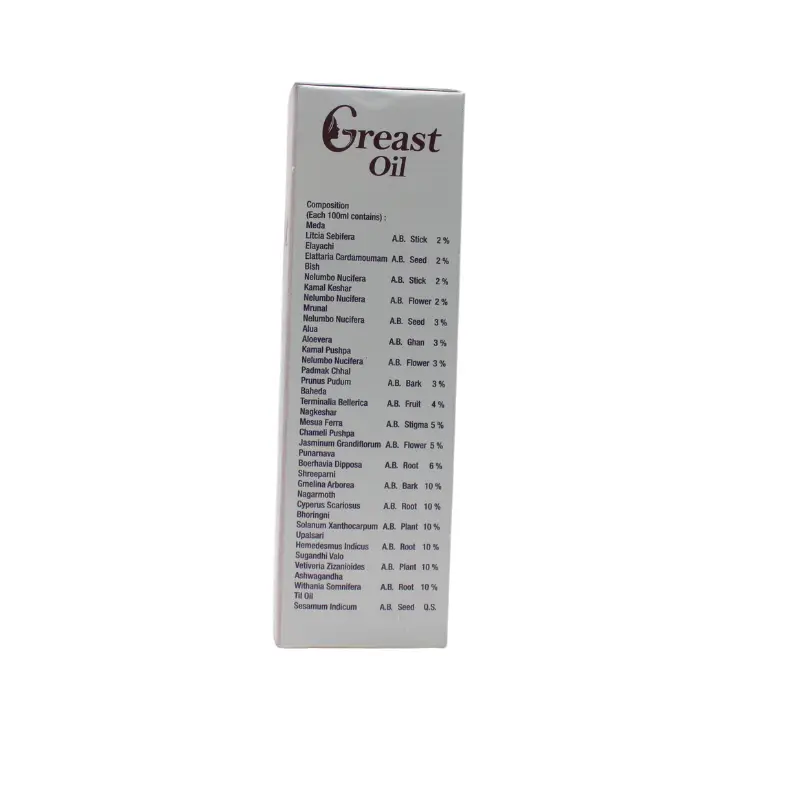 Greast
Oil
Composition
(Each 100ml contains) :
Meda
Litcia Sebifera A.B. Stick 2 %
Elayachi
Elattaria Cardamoumam A.B. Seed 2 %
Bish
Nelumbo Nucifera A.B. Stick 2 %
Kamal Keshar
Nelumbo Nucifera A.B. Flower 2 %
Mrunal
Nelumbo Nucifera A.B. Seed 3 %
Alua
Aloevera A.B. Ghan 3 %
Kamal Pushpa
Nelumbo Nucifera A.B. Flower 3 %
Padmak Chhal
Prunus Pudum A.B. Bark 3 %
Baheda
Terminalia Bellerica A.B. Fruit 4 %
Nagkeshar
Mesua Ferra A.B. Stigma 5 %
Chameli Pushpa
Jasminum Grandiflorum A.B. Flower 5 %
Punarnava
Boerhavia Dipposa A.B. Root 6 %
Shreeparni
Gmelina Arborea A.B. Bark 10 %
Nagarmoth
Cyperus Scariosus A.B. Root 10 %
Bhoringni
Solanum Xanthocarpum A.B. Plant 10 %
Upalsari
Hemedesmus Indicus A.B. Root 10 %
Sugandhi Valo
Vetivoria Zizanioides A.B. Plant 10 %
Ashwagandha
Withania Somnifera A.B. Root 10 %
Til Oil
Sesamum Indicum A.B. Seed Q.S.